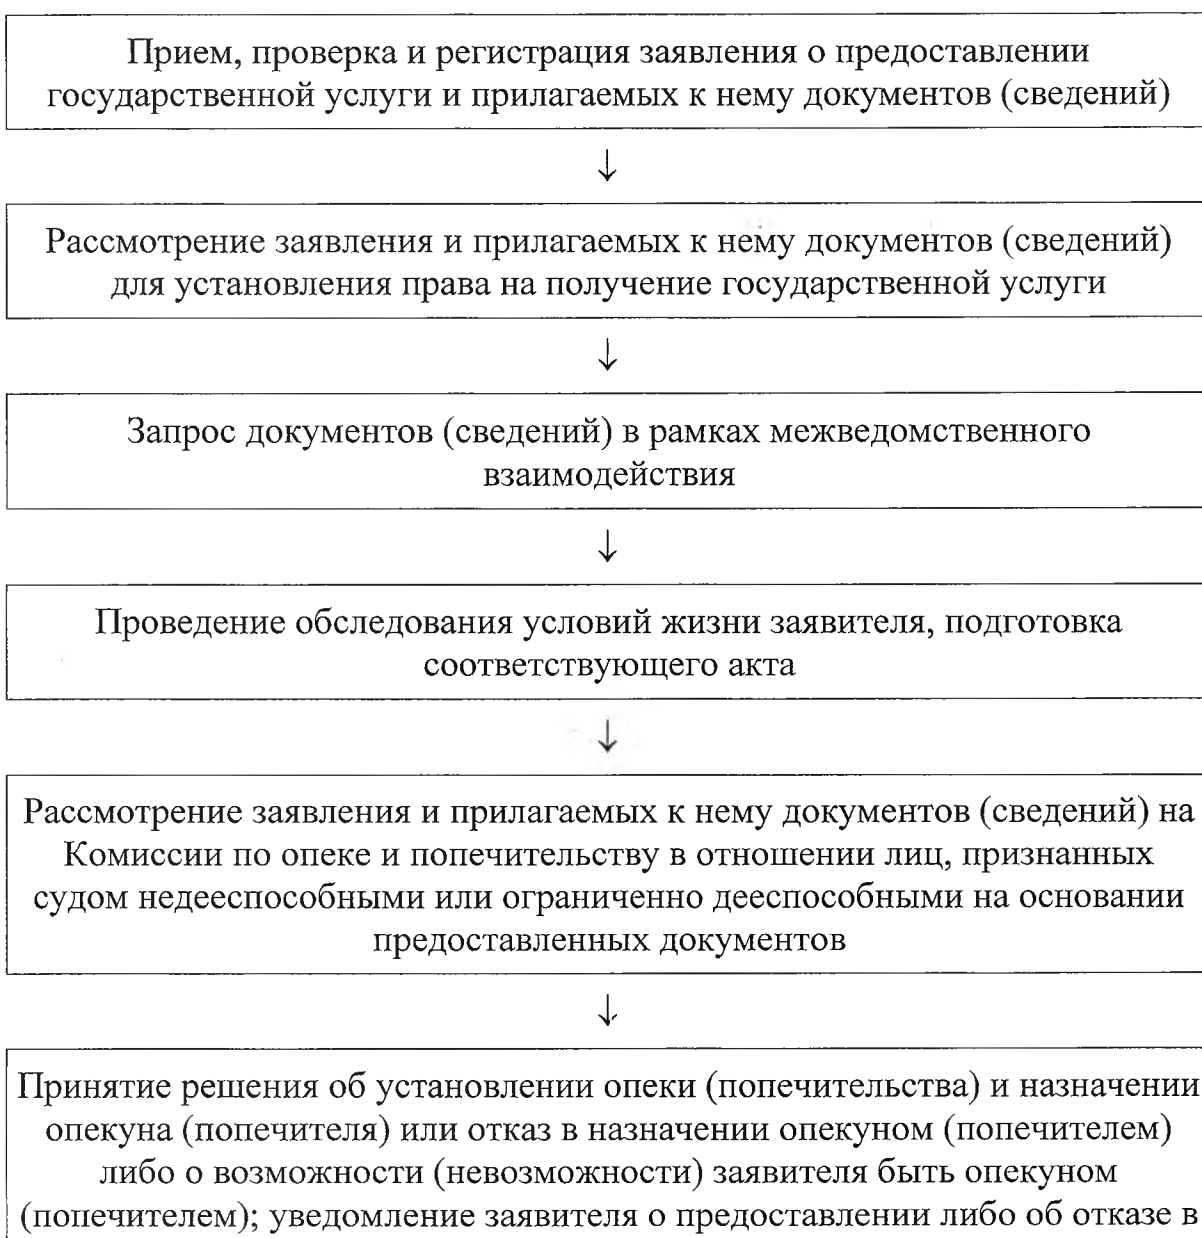 Прием, проверка и регистрация заявления о предоставлении
государственной услуги и прилагаемых к нему документов (сведений)
↓
Рассмотрение заявления и прилагаемых к нему документов (сведений)
для установления права на получение государственной услуги
↓
Запрос документов (сведений) в рамках межведомственного
взаимодействия
↓
Проведение обследования условий жизни заявителя, подготовка
соответствующего акта
↓
Рассмотрение заявления и прилагаемых к нему документов (сведений) на
Комиссии по опеке и попечительству в отношении лиц, признанных
судом недееспособными или ограниченно дееспособными на основании
предоставленных документов
↓
Принятие решения об установлении опеки (попечительства) и назначении
опекуна (попечителя) или отказ в назначении опекуном (попечителем)
либо о возможности (невозможности) заявителя быть опекуном
(попечителем); уведомление заявителя о предоставлении либо об отказе в